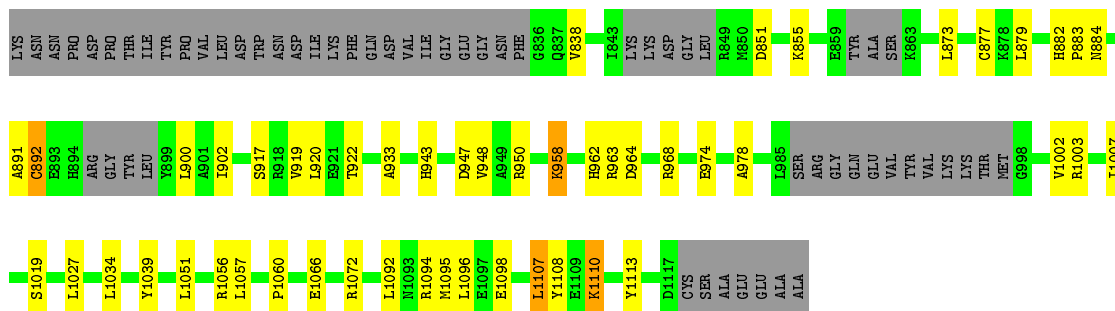 LYS ASN ASN PRO ASP PRO THR ILE TYR PRO VAL LEU ASP TRP ASN ASP ILE LYS PHE GLN ASP VAL ILE GLY GLU GLY ASN PHE G836 Q837 V838 I843 LYS LYS ASP GLY LEU R849 M850 D851 K855 E859 TYR ALA SER K863 L873 C877 K878 L879 H882 P883 N884
A891 C892 E893 H894 ARG GLY TYR LEU Y899 L900 A901 I902 S917 R918 V919 L920 E921 T922 A933 H943 D947 V948 A949 R950 K958 H962 R963 D964 R968 E974 A978 L985 SER ARG GLY GLN GLU VAL TYR VAL LYS LYS THR MET G998 V1002 R1003
S1019 L1027 L1034 Y1039 L1051 R1056 L1057 P1060 E1066 R1072 L1092 N1093 R1094 M1095 L1096 E1097 E1098 L1107 Y1108 E1109 K1110 Y1113 D1117 CYS SER ALA GLU GLU ALA ALA